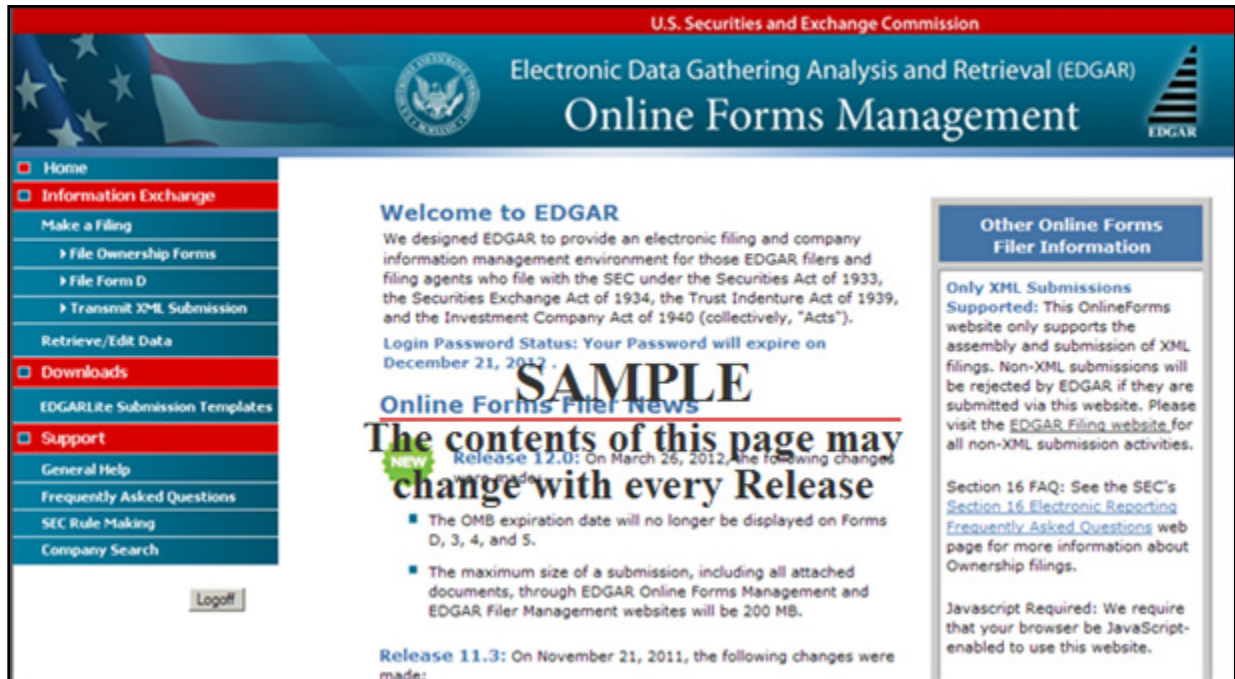 U.S. Securities and Exchange Commission
Electronic Data Gathering Analysis and Retrieval (EDGAR)
Online Forms Management
EDGAR
Home
Information Exchange
Make a Filing
File Ownership Forms
File Form D
Transmit XML Submission
Retrieve/Edit Data
Downloads
EDGARLite Submission Templates
Support
General Help
Frequently Asked Questions
SEC Rule Making
Company Search
Logoff
Welcome to EDGAR
We designed EDGAR to provide an electronic filing and company
information management environment for those EDGAR filers and
filing agents who file with the SEC under the Securities Act of 1933,
the Securities Exchange Act of 1934, the Trust Indenture Act of 1939,
and the Investment Company Act of 1940 (collectively, "Acts").
Login Password Status: Your Password will expire on
December 21, 2012 .
SAMPLE
Online Forms Filer News
The contents of this page may
change with every Release
NEW
Release 12.0: On March 26, 2012, the following changes
were made:
The OMB expiration date will no longer be displayed on Forms
D, 3, 4, and 5.
The maximum size of a submission, including all attached
documents, through EDGAR Online Forms Management and
EDGAR Filer Management websites will be 200 MB.
Release 11.3: On November 21, 2011, the following changes were
made:
Other Online Forms
Filer Information
Only XML Submissions
Supported: This OnlineForms
website only supports the
assembly and submission of XML
filings. Non-XML submissions will
be rejected by EDGAR if they are
submitted via this website. Please
visit the EDGAR Filing website for
all non-XML submission activities.
Section 16 FAQ: See the SEC's
Section 16 Electronic Reporting
Frequently Asked Questions web
page for more information about
Ownership filings.
Javascript Required: We require
that your browser be JavaScript-
enabled to use this website.